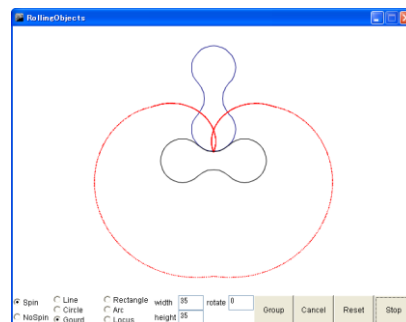 RollingObjects
Spin
NoSpin
Line
Circle
Gourd
Rectangle
Arc
Locus
width 35
height 35
rotate 0
Group
Cancel
Reset
Stop